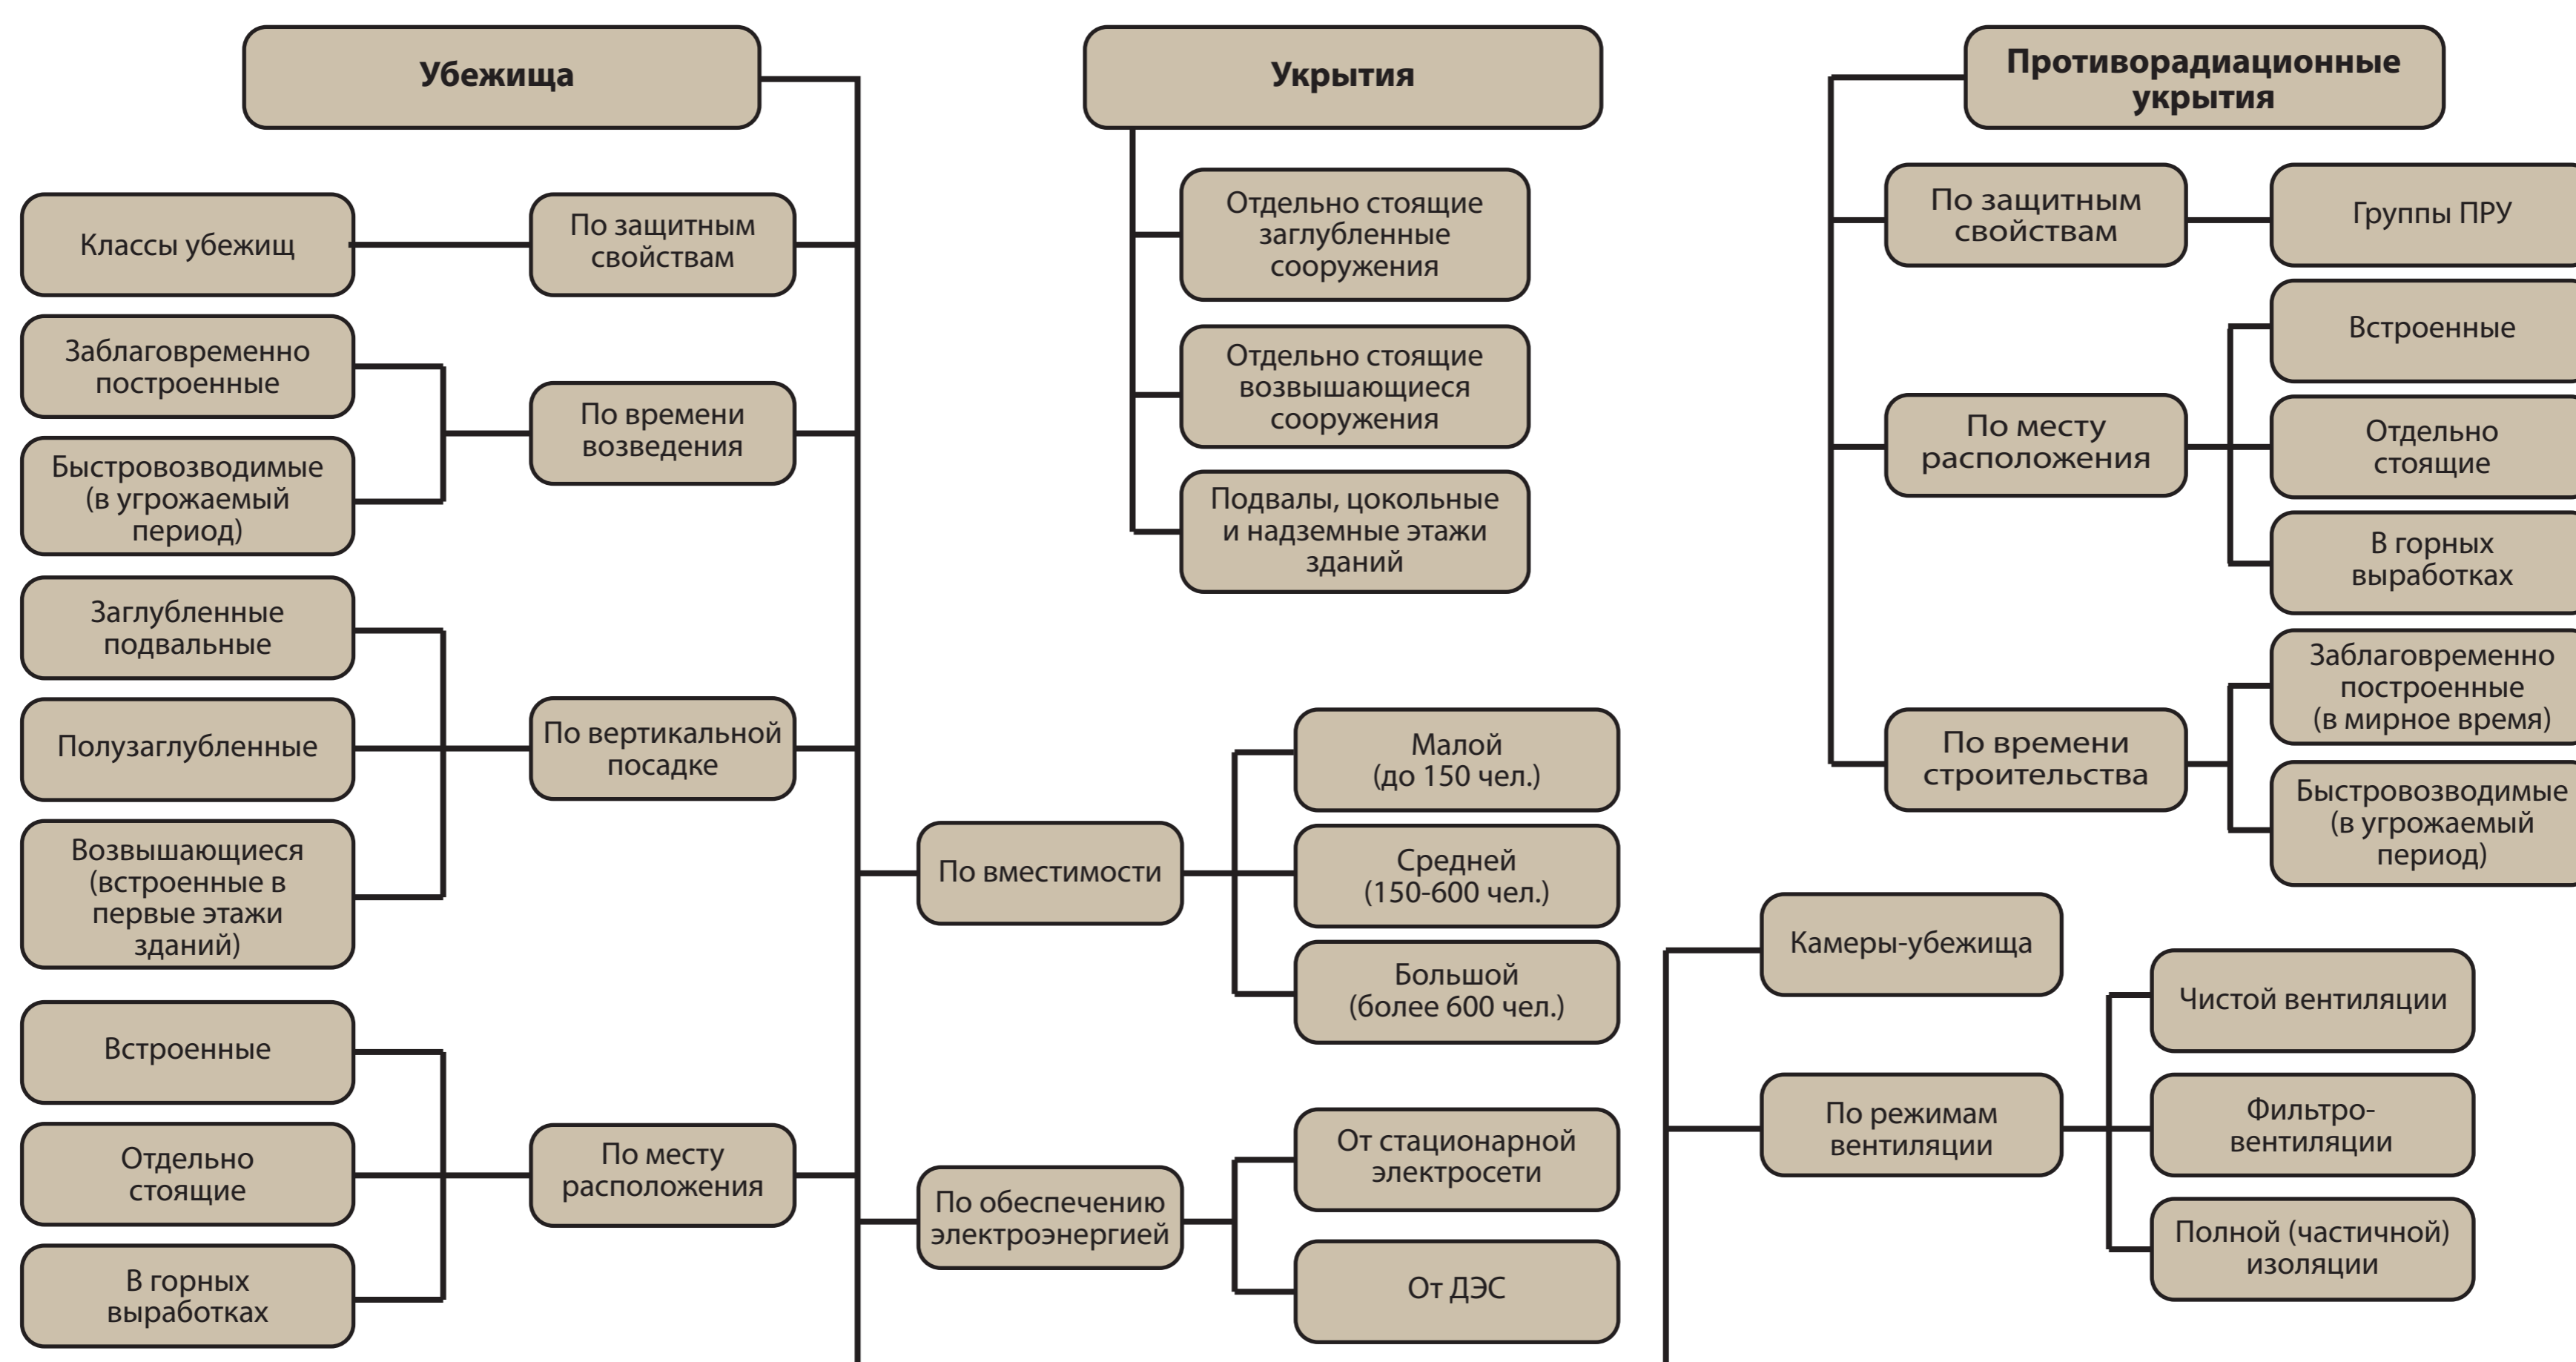 Убежища
Классы убежищ
По защитным
свойствам
Заблаговременно
построенные
Быстровозводимые
(в угрожаемый
период)
По времени
возведения
Заглубленные
подвальные
Полузаглубленные
Возвышающиеся
(встроенные в
первые этажи
зданий)
По вертикальной
посадке
Встроенные
Отдельно
стоящие
В горных
выработках
По месту
расположения
Укрытия
Отдельно стоящие
заглубленные
сооружения
Отдельно стоящие
возвышающиеся
сооружения
Подвалы, цокольные
и надземные этажи
зданий
По вместимости
Малой
(до 150 чел.)
Средней
(150-600 чел.)
Большой
(более 600 чел.)
По обеспечению
электроэнергией
От стационарной
электросети
От ДЭС
Противорадиационные
укрытия
По защитным
свойствам
Группы ПРУ
По месту
расположения
Встроенные
Отдельно
стоящие
В горных
выработках
По времени
строительства
Заблаговременно
построенные
(в мирное время)
Быстровозводимые
(в угрожаемый
период)
Камеры-убежища
По режимам
вентиляции
Чистой вентиляции
Фильтро-
вентиляции
Полной (частичной)
изоляции